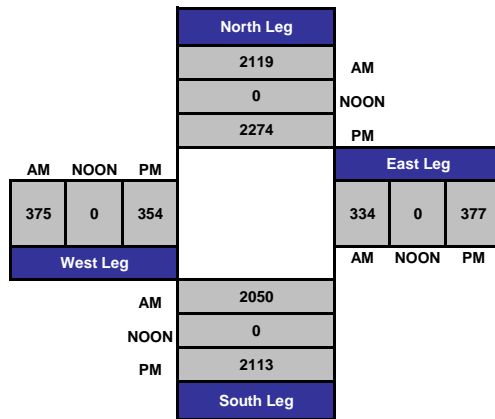 North Leg
2119 AM
0 NOON
2274 PM
AM NOON PM East Leg
375 0 354 334 0 377
West Leg AM NOON PM
AM 2050
NOON 0
PM 2113
South Leg